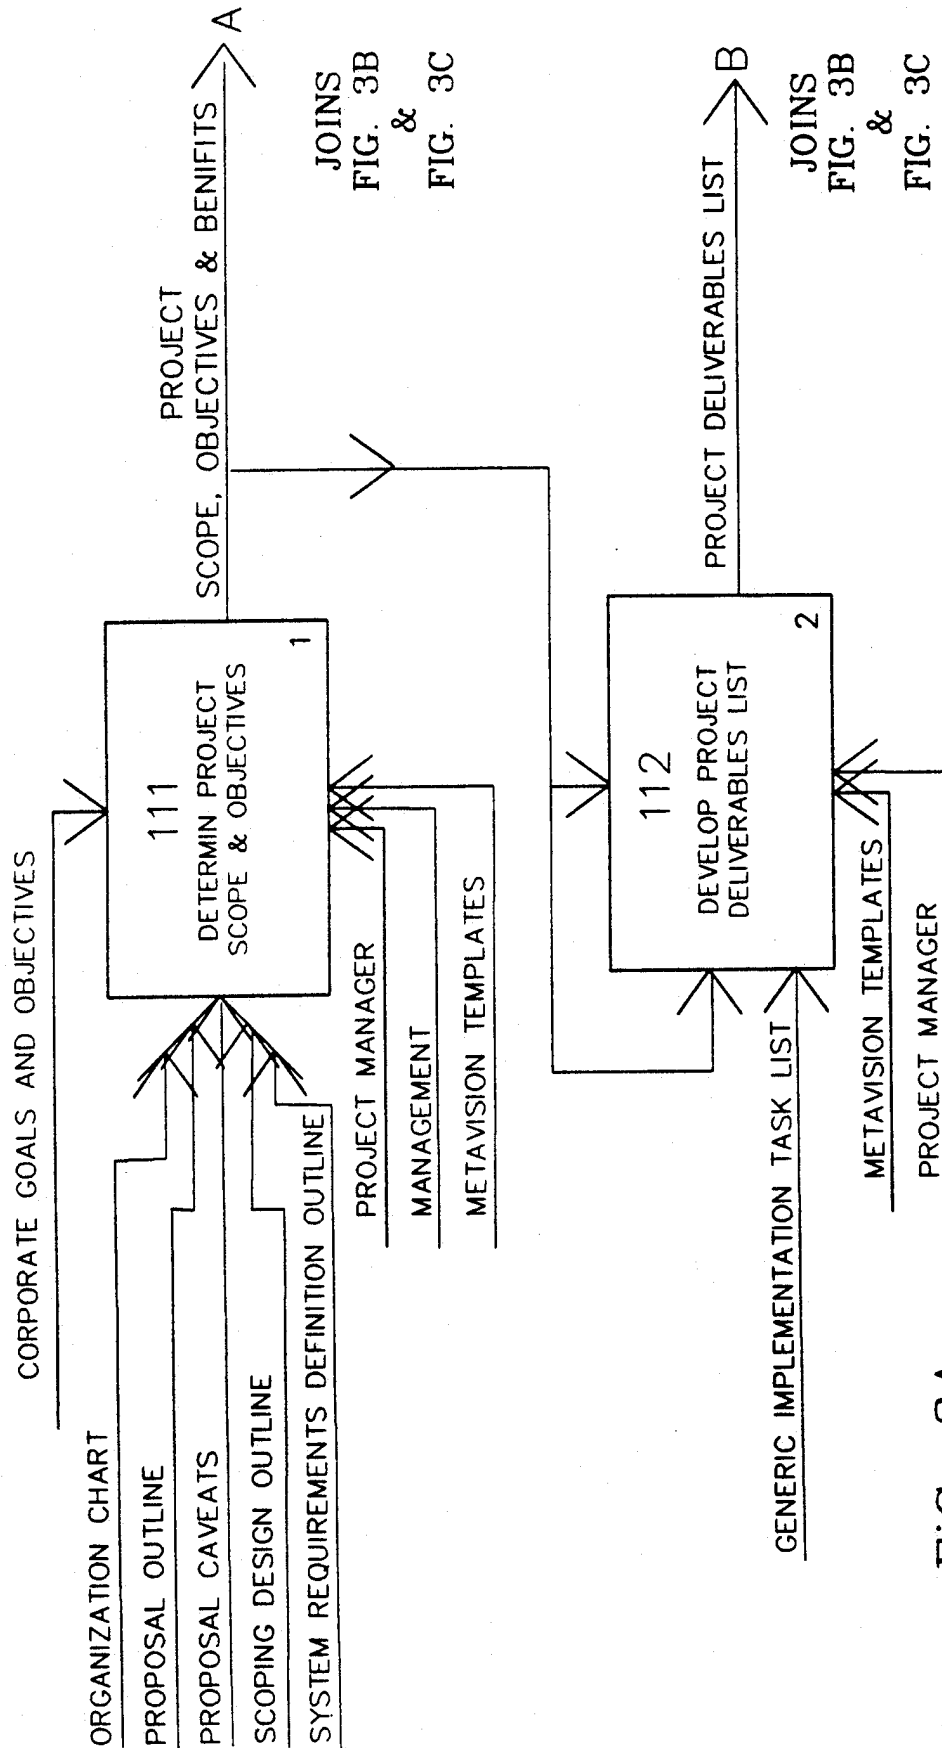 CORPORATE GOALS AND OBJECTIVES
ORGANIZATION CHART
PROPOSAL OUTLINE
PROPOSAL CAVEATS
SCOPING DESIGN OUTLINE
SYSTEM REQUIREMENTS DEFINITION OUTLINE
111
DETERMIN PROJECT
SCOPE & OBJECTIVES
1
PROJECT
SCOPE, OBJECTIVES & BENIFITS
A
JOINS
FIG. 3B
&
FIG. 3C
PROJECT MANAGER
MANAGEMENT
METAVISION TEMPLATES
GENERIC IMPLEMENTATION TASK LIST
112
DEVELOP PROJECT
DELIVERABLES LIST
2
PROJECT DELIVERABLES LIST
B
JOINS
FIG. 3B
&
FIG. 3C
METAVISION TEMPLATES
PROJECT MANAGER